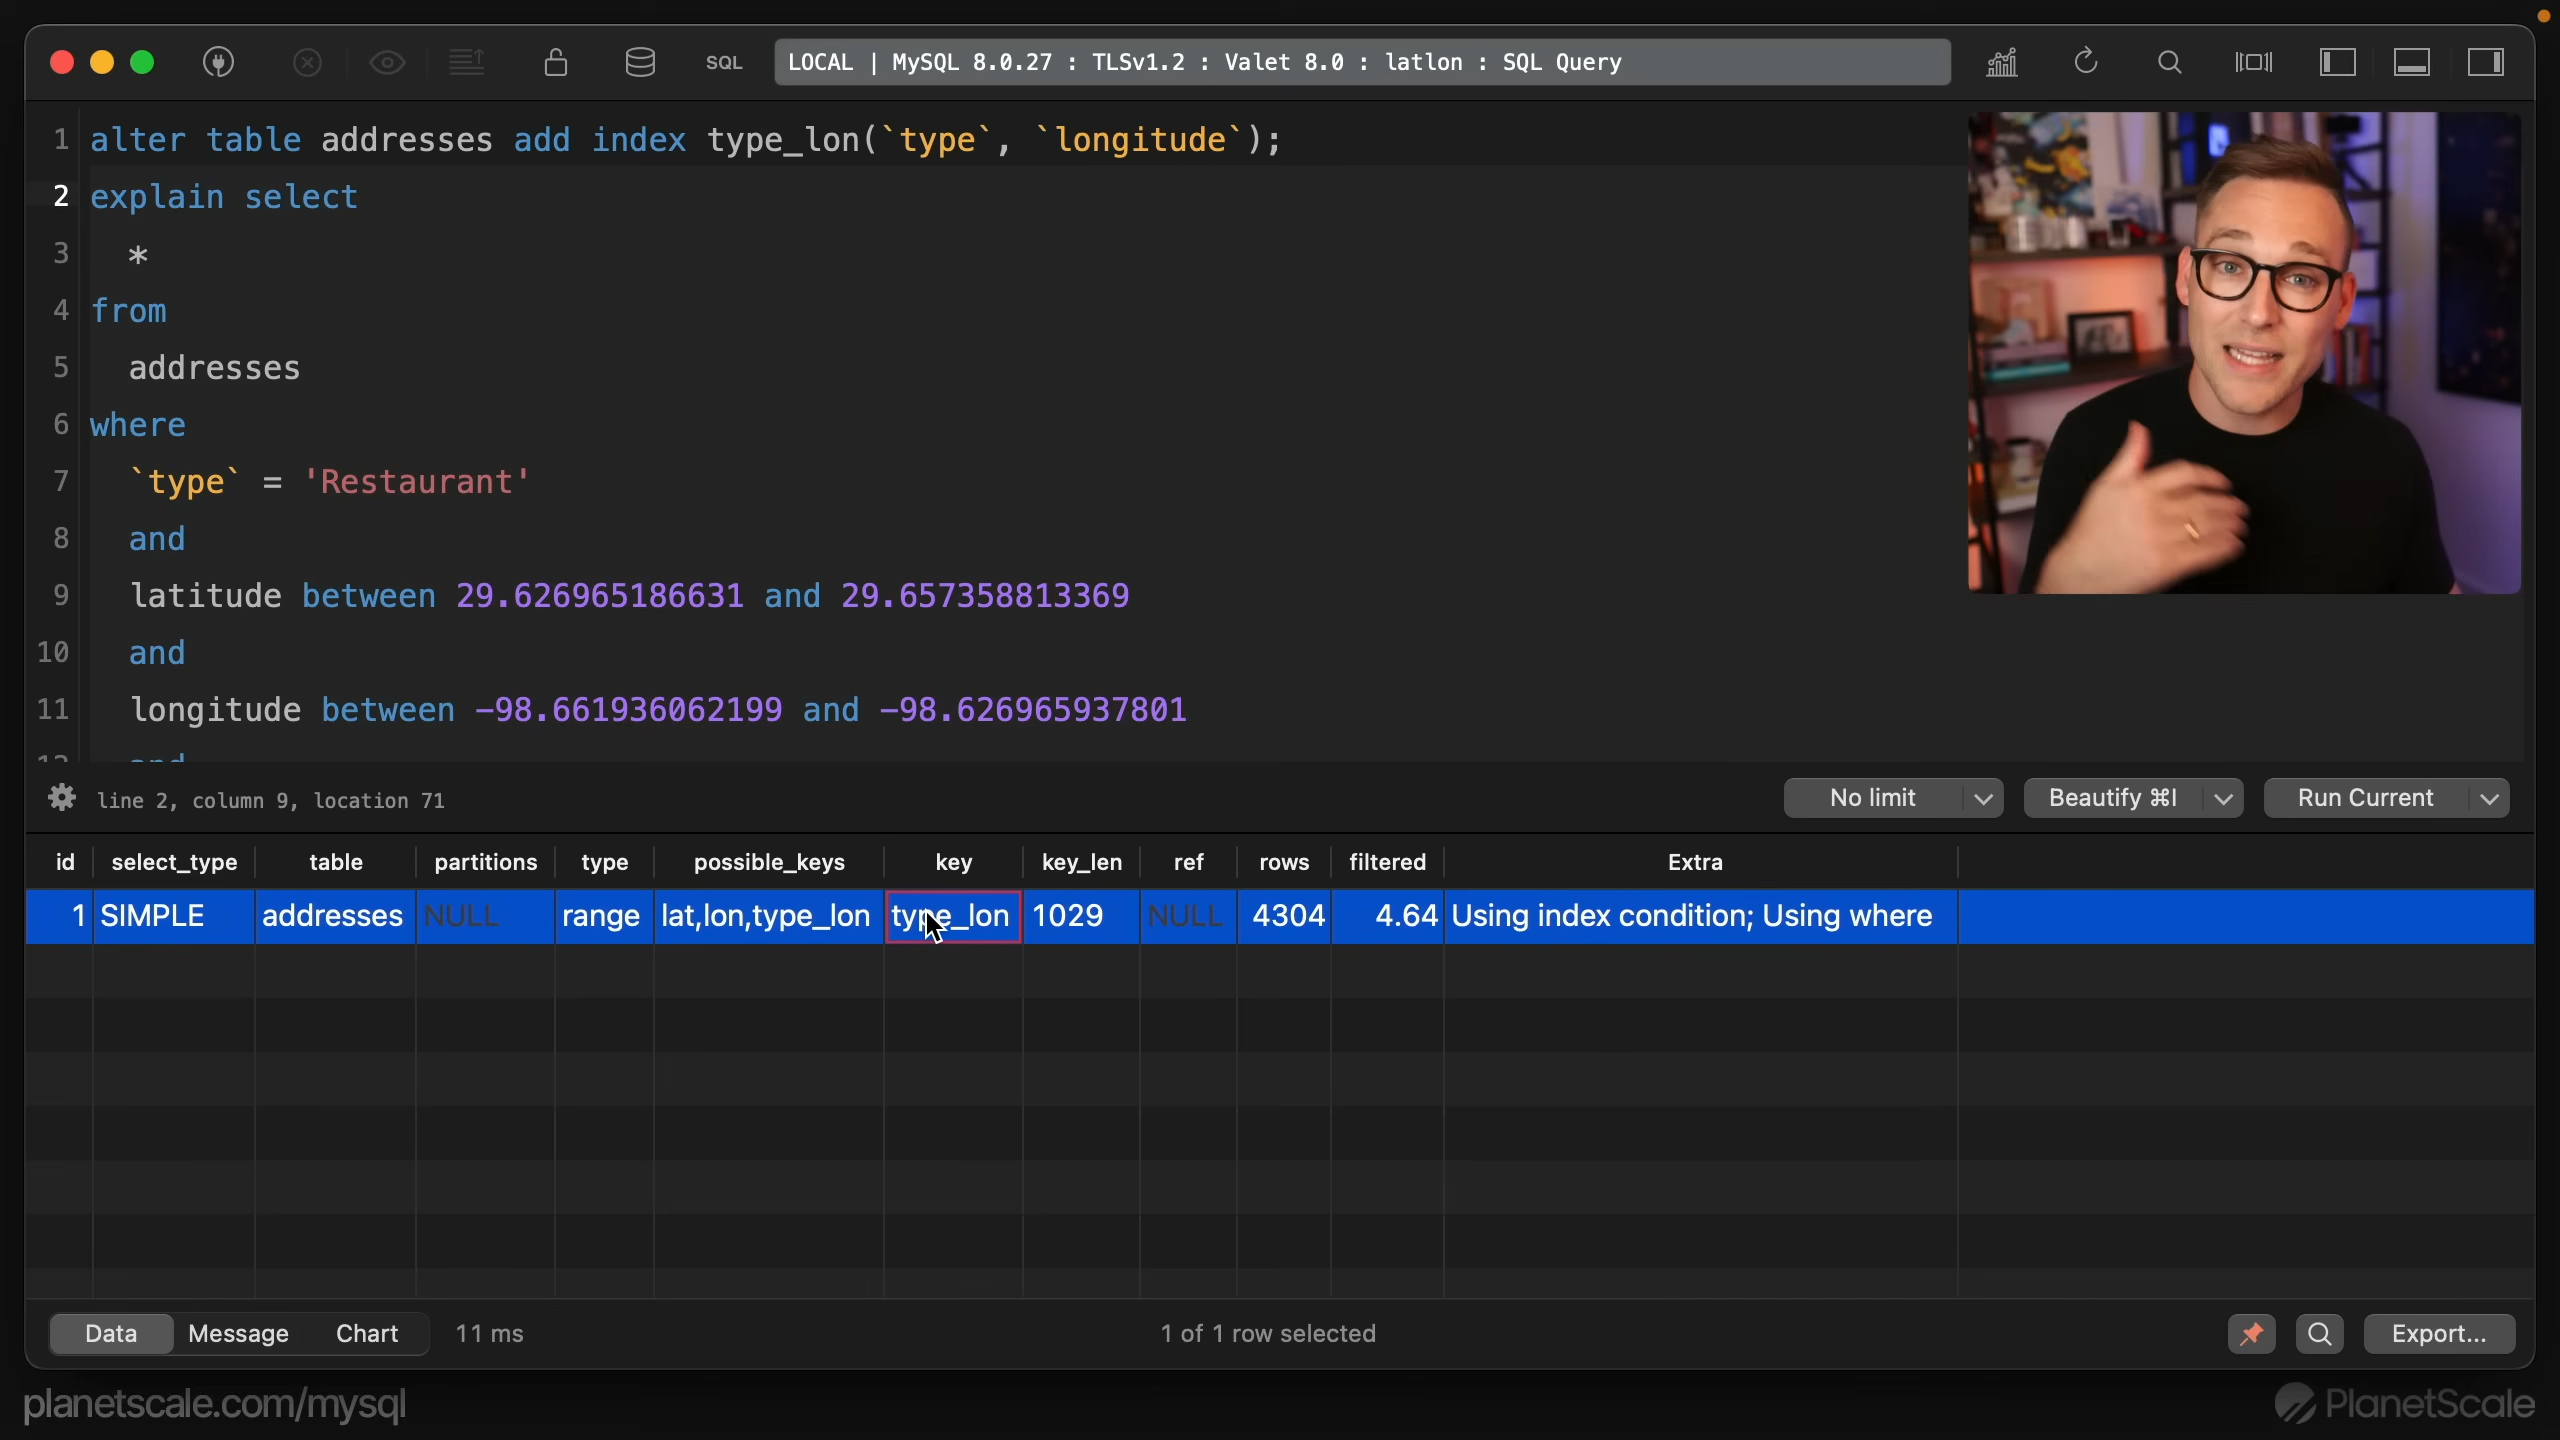 SQL
LOCAL | MySQL 8.0.27 : TLSv1.2 : Valet 8.0 : latlon : SQL Query
1 alter table addresses add index type_lon(`type`, `longitude`);
2 explain select
3 *
4 from
5 addresses
6 where
7 `type` = 'Restaurant'
8 and
9 latitude between 29.626965186631 and 29.657358813369
10 and
11 longitude between -98.661936062199 and -98.626965937801
12 and
line 2, column 9, location 71
No limit
Beautify ⌘I
Run Current
id select_type table partitions type possible_keys key key_len ref rows filtered Extra
1 SIMPLE addresses NULL range lat,lon,type_lon type_lon 1029 NULL 4304 4.64 Using index condition; Using where
Data Message Chart 11 ms
1 of 1 row selected
Export...
planetscale.com/mysql
PlanetScale